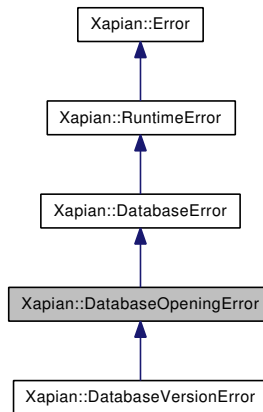 Xapian::Error
Xapian::RuntimeError
Xapian::DatabaseError
Xapian::DatabaseOpeningError
Xapian::DatabaseVersionError